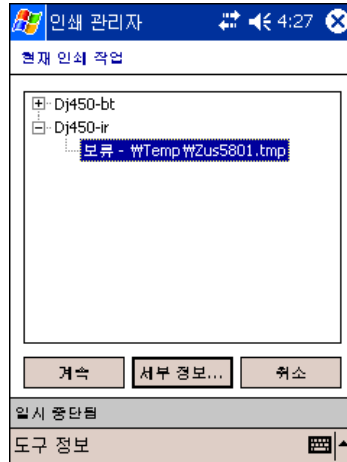 인쇄 관리자 4:27
현재 인쇄 작업
Dj450-bt
Dj450-ir
보류 - ₩Temp₩Zus5801.tmp
계속 세부 정보... 취소
일시 중단됨
도구 정보